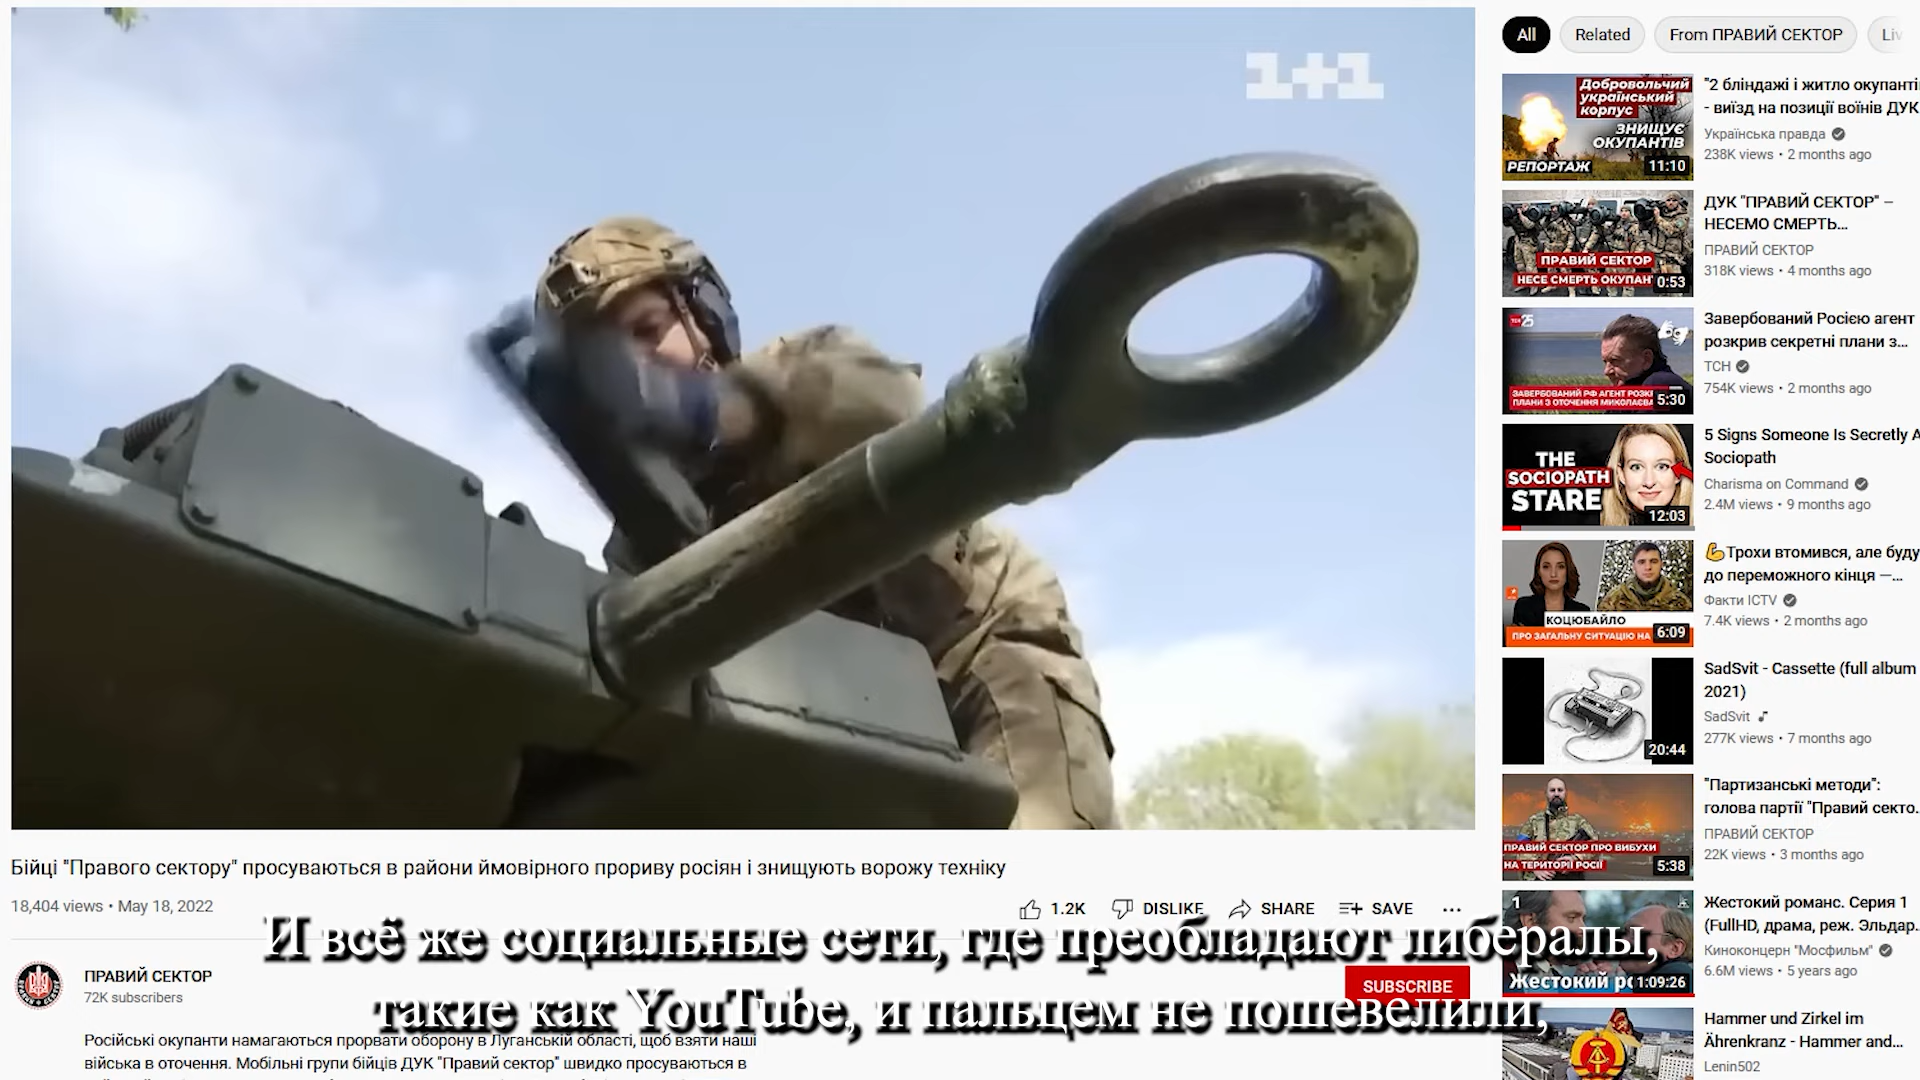 1+1
Бійці "Правого сектору" просуваються в райони ймовірного прориву росіян і знищують ворожу техніку
18,404 views • May 18, 2022
1.2K
DISLIKE
SHARE
SAVE
И всё же социальные сети, где преобладают либералы,
такие как YouTube, и пальцем не пошевелили,
ПРАВИЙ СЕКТОР
72K subscribers
SUBSCRIBE
Російські окупанти намагаються прорвати оборону в Луганській області, щоб взяти наші
війська в оточення. Мобільні групи бійців ДУК "Правий сектор" швидко просуваються в
All
Related
From ПРАВИЙ СЕКТОР
Liv
Добровольчий
український
корпус
ЗНИЩУЄ
ОКУПАНТІВ
РЕПОРТАЖ
11:10
"2 бліндажі і житло окупанті
- виїзд на позиції воїнів ДУК
Українська правда
238K views • 2 months ago
ПРАВИЙ СЕКТОР
НЕСЕ СМЕРТЬ ОКУПАН
0:53
ДУК "ПРАВИЙ СЕКТОР" –
НЕСЕМО СМЕРТЬ...
ПРАВИЙ СЕКТОР
318K views • 4 months ago
ЗАВЕРБОВАНИЙ РФ АГЕНТ РОЗК
ПЛАНИ З ОТОЧЕННЯ МИКОЛАЄВА
5:30
Завербований Росією агент
розкрив секретні плани з...
ТСН
754K views • 2 months ago
THE
SOCIOPATH
STARE
12:03
5 Signs Someone Is Secretly A
Sociopath
Charisma on Command
2.4M views • 9 months ago
КОЦЮБАЙЛО
ПРО ЗАГАЛЬНУ СИТУАЦІЮ НА
6:09
💪Трохи втомився, але буду
до переможного кінця —...
Факти ICTV
7.4K views • 2 months ago
20:44
SadSvit - Cassette (full album
2021)
SadSvit
277K views • 7 months ago
ПРАВИЙ СЕКТОР ПРО ВИБУХИ
НА ТЕРИТОРІЇ РОСІЇ
5:38
"Партизанські методи":
голова партії "Правий секто...
ПРАВИЙ СЕКТОР
22K views • 3 months ago
1
Жестокий ро
1:09:26
Жестокий романс. Серия 1
(FullHD, драма, реж. Эльдар...
Киноконцерн "Мосфильм"
6.6M views • 5 years ago
Hammer und Zirkel im
Ährenkranz - Hammer and...
Lenin502